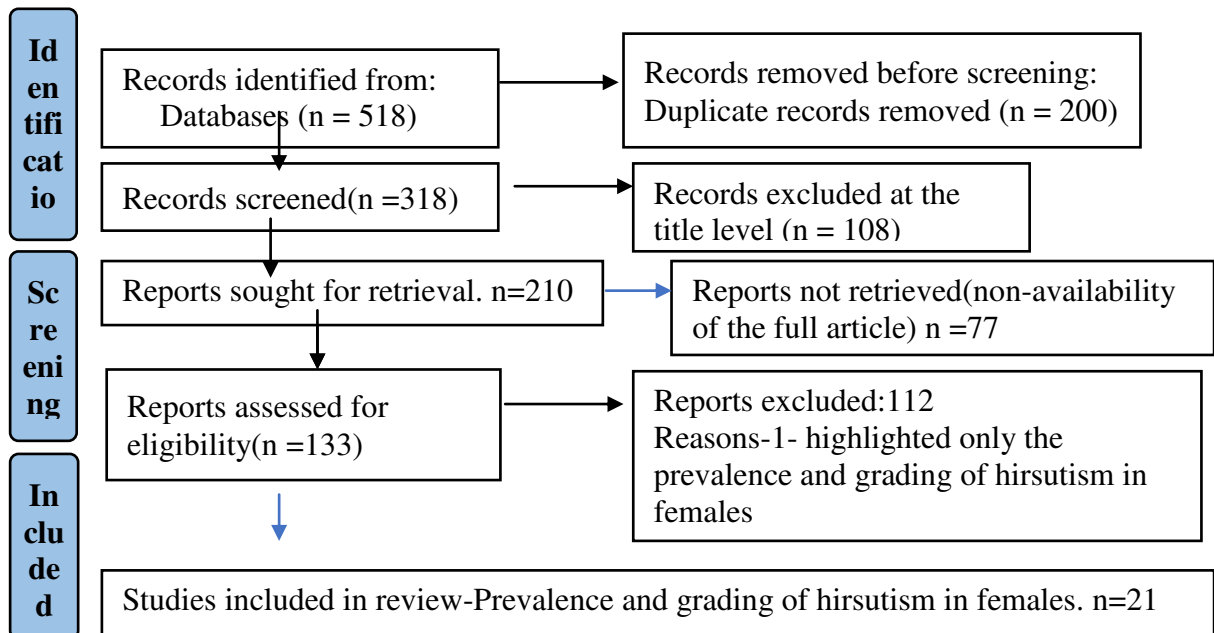 Id
en
tifi
cat
io
Records identified from:
Databases (n = 518)
Records removed before screening:
Duplicate records removed (n = 200)
Records screened(n =318)
Records excluded at the
title level (n = 108)
Sc
re
eni
ng
Reports sought for retrieval. n=210
Reports not retrieved(non-availability
of the full article) n =77
Reports assessed for
eligibility(n =133)
Reports excluded:112
Reasons-1- highlighted only the
prevalence and grading of hirsutism in
females
In
clu
de
d
Studies included in review-Prevalence and grading of hirsutism in females. n=21